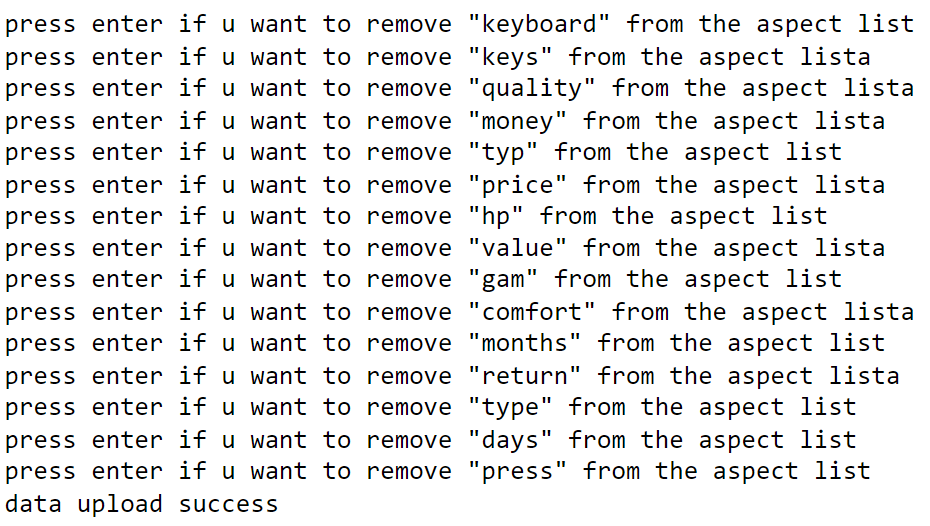 press enter if u want to remove "keyboard" from the aspect list
press enter if u want to remove "keys" from the aspect lista
press enter if u want to remove "quality" from the aspect lista
press enter if u want to remove "money" from the aspect lista
press enter if u want to remove "typ" from the aspect list
press enter if u want to remove "price" from the aspect lista
press enter if u want to remove "hp" from the aspect list
press enter if u want to remove "value" from the aspect lista
press enter if u want to remove "gam" from the aspect list
press enter if u want to remove "comfort" from the aspect lista
press enter if u want to remove "months" from the aspect list
press enter if u want to remove "return" from the aspect lista
press enter if u want to remove "type" from the aspect list
press enter if u want to remove "days" from the aspect list
press enter if u want to remove "press" from the aspect list
data upload success